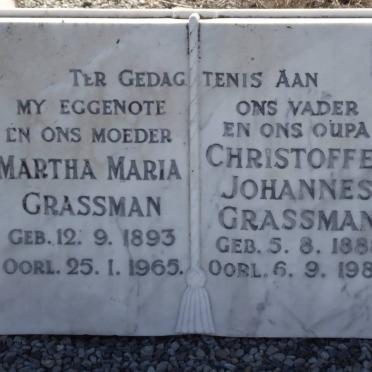 TER GEDAGTENIS AAN
MY EGGENOTE
EN ONS MOEDER
MARTHA MARIA
GRASSMAN
GEB. 12. 9. 1893
OORL. 25. 1. 1965.
ONS VADER
EN ONS OUPA
CHRISTOFFE
JOHANNES
GRASSMAN
GEB. 5. 8. 188
OORL. 6. 9. 198